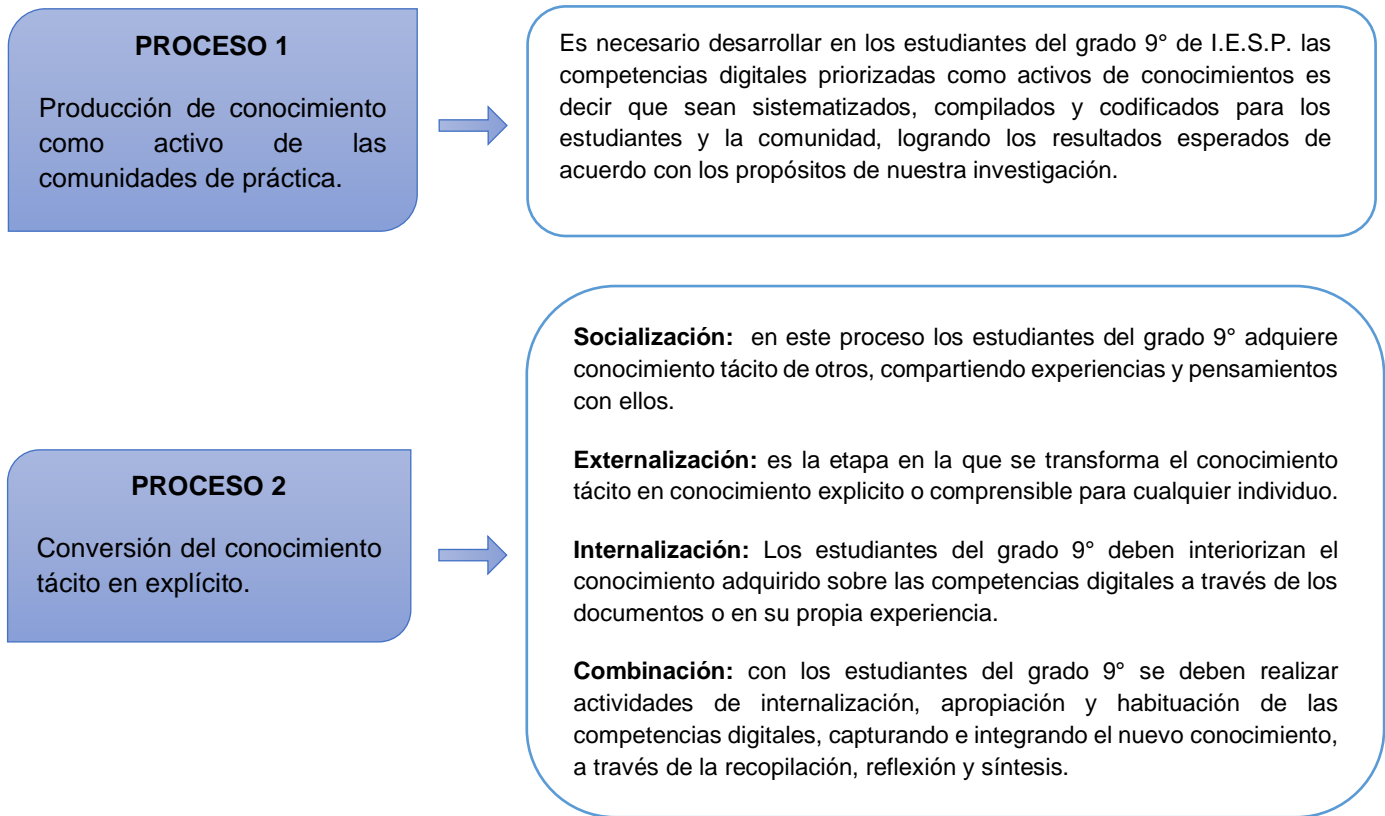 PROCESO 1
Producción de conocimiento
como activo de las
comunidades de práctica.
Es necesario desarrollar en los estudiantes del grado 9° de I.E.S.P. las
competencias digitales priorizadas como activos de conocimientos es
decir que sean sistematizados, compilados y codificados para los
estudiantes y la comunidad, logrando los resultados esperados de
acuerdo con los propósitos de nuestra investigación.
PROCESO 2
Conversión del conocimiento
tácito en explícito.
Socialización: en este proceso los estudiantes del grado 9° adquiere
conocimiento tácito de otros, compartiendo experiencias y pensamientos
con ellos.
Externalización: es la etapa en la que se transforma el conocimiento
tácito en conocimiento explicito o comprensible para cualquier individuo.
Internalización: Los estudiantes del grado 9° deben interiorizan el
conocimiento adquirido sobre las competencias digitales a través de los
documentos o en su propia experiencia.
Combinación: con los estudiantes del grado 9° se deben realizar
actividades de internalización, apropiación y habituación de las
competencias digitales, capturando e integrando el nuevo conocimiento,
a través de la recopilación, reflexión y síntesis.